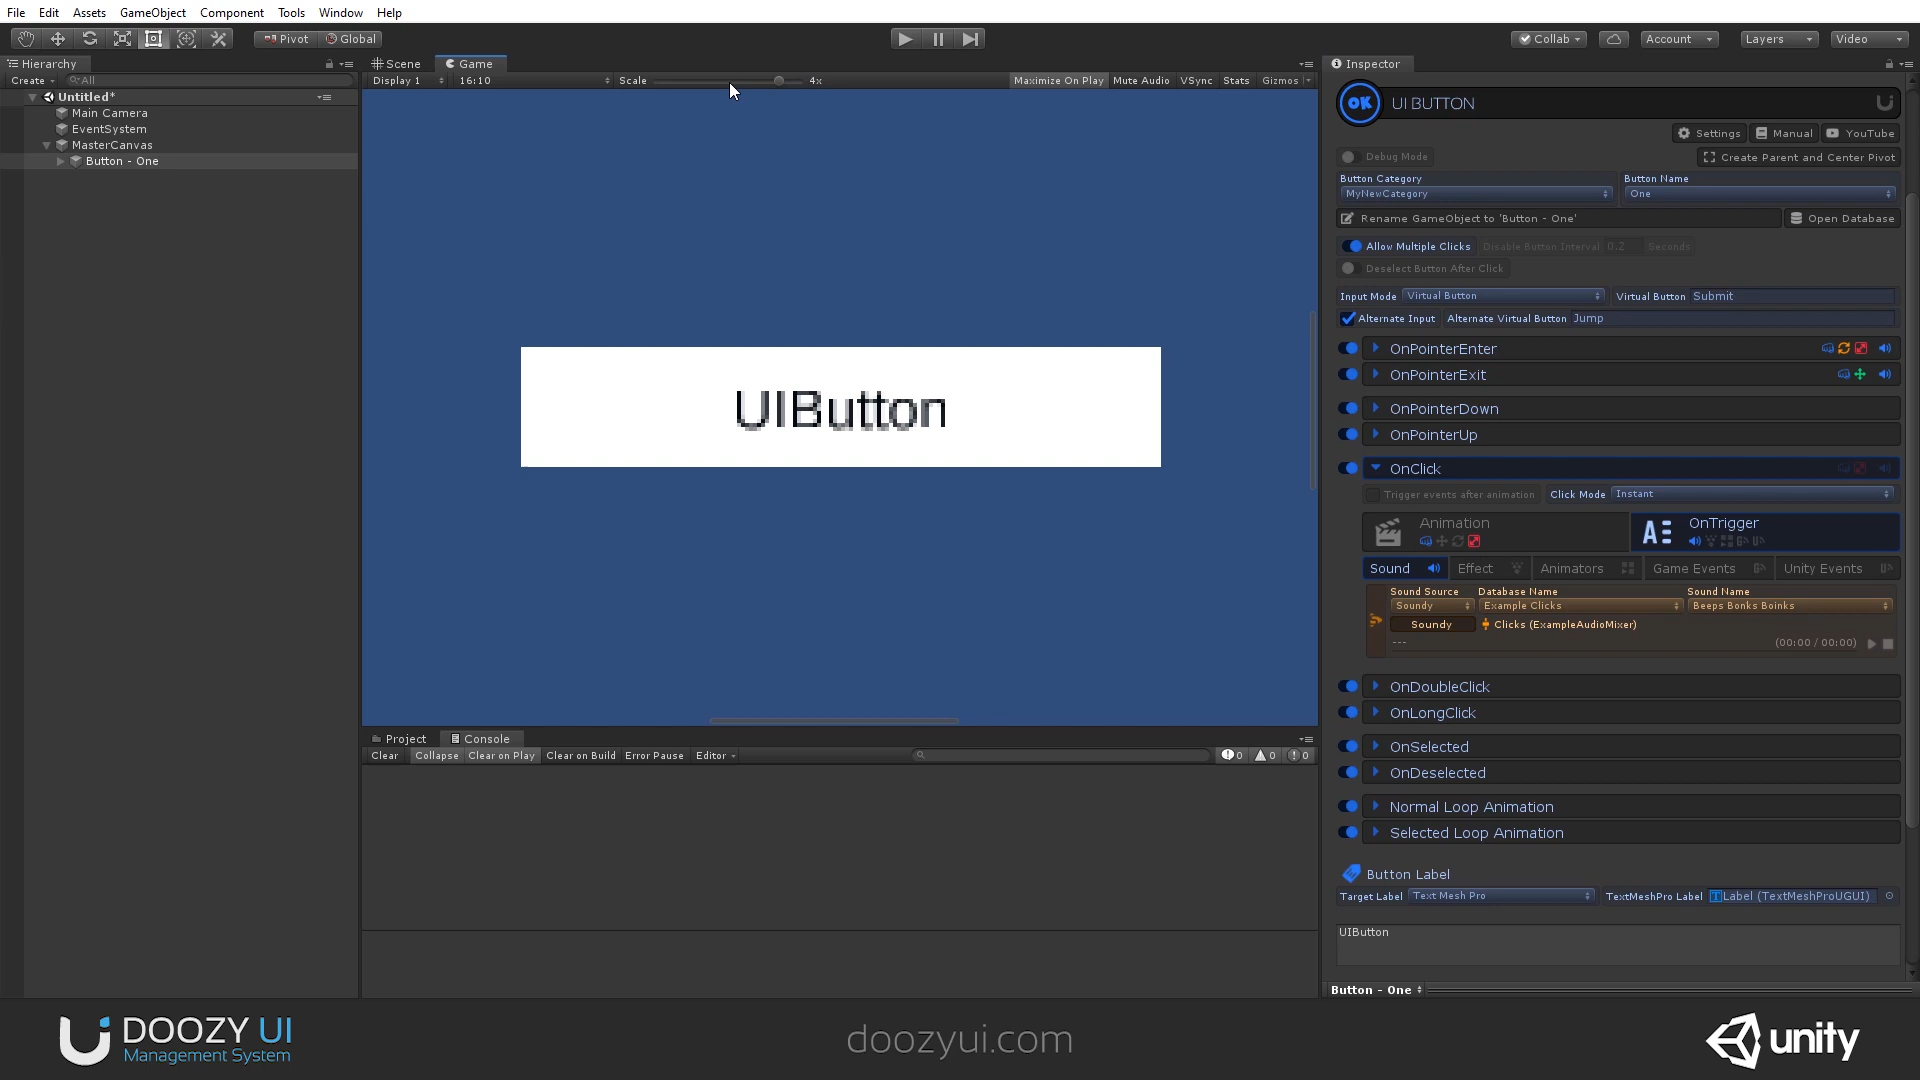 File Edit Assets GameObject Component Tools Window Help
Pivot Global Collab Account Layers Video
Hierarchy
Create All
Untitled*
Main Camera
EventSystem
MasterCanvas
Button - One
Scene Game
Display 1 16:10 Scale 4x Maximize On Play Mute Audio VSync Stats Gizmos
UIButton
Project Console
Clear Collapse Clear on Play Clear on Build Error Pause Editor 0 0 0
Inspector
OK UI BUTTON
Settings Manual YouTube
Debug Mode Create Parent and Center Pivot
Button Category Button Name
MyNewCategory One
Rename GameObject to 'Button - One' Open Database
Allow Multiple Clicks Disable Button Interval 0.2 Seconds
Deselect Button After Click
Input Mode Virtual Button Virtual Button Submit
Alternate Input Alternate Virtual Button Jump
OnPointerEnter
OnPointerExit
OnPointerDown
OnPointerUp
OnClick
Trigger events after animation Click Mode Instant
Animation OnTrigger
Sound Effect Animators Game Events Unity Events
Sound Source Database Name Sound Name
Soundy Example Clicks Beeps Bonks Boinks
Soundy Clicks (ExampleAudioMixer)
--- (00:00 / 00:00)
OnDoubleClick
OnLongClick
OnSelected
OnDeselected
Normal Loop Animation
Selected Loop Animation
Button Label
Target Label Text Mesh Pro TextMeshPro Label Label (TextMeshProUGUI)
UIButton
Button - One
DOOZY UI
Management System
doozyui.com
unity